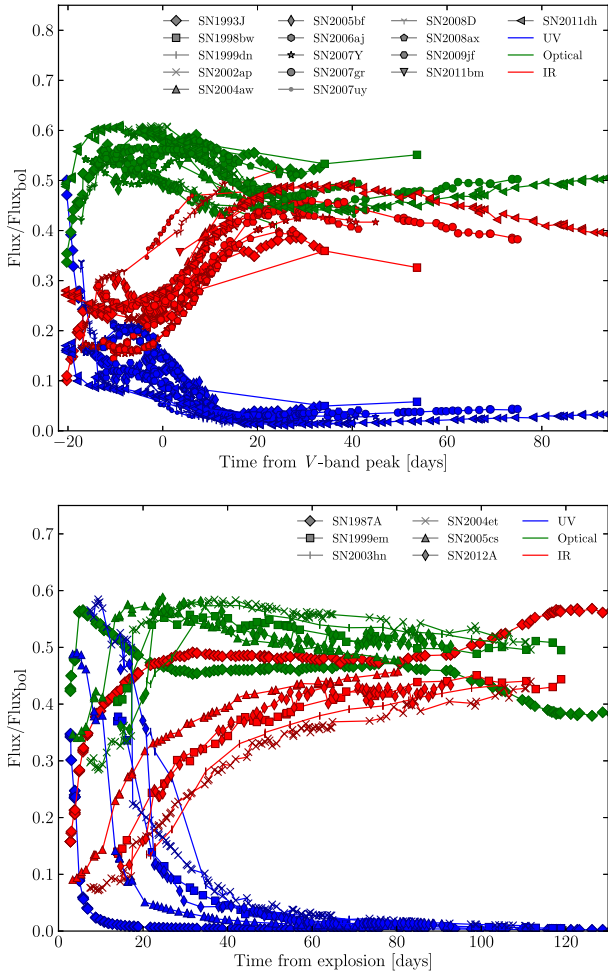 0.8
0.7
0.6
0.5
0.4
0.3
0.2
0.1
0.0
Flux/Flux_bol
SN1993J
SN1998bw
SN1999dn
SN2002ap
SN2004aw
SN2005bf
SN2006aj
SN2007Y
SN2007gr
SN2007uy
SN2008D
SN2008ax
SN2009jf
SN2011bm
SN2011dh
UV
Optical
IR
−20 0 20 40 60 80
Time from V-band peak [days]
0.7
0.6
0.5
0.4
0.3
0.2
0.1
0.0
Flux/Flux_bol
SN1987A
SN1999em
SN2003hn
SN2004et
SN2005cs
SN2012A
UV
Optical
IR
0 20 40 60 80 100 120
Time from explosion [days]